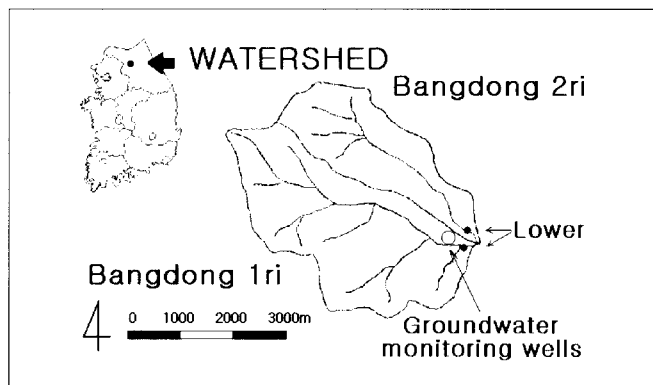 WATERSHED
Bangdong 2ri
Lower
Bangdong 1ri
0 1000 2000 3000m
Groundwater
monitoring wells